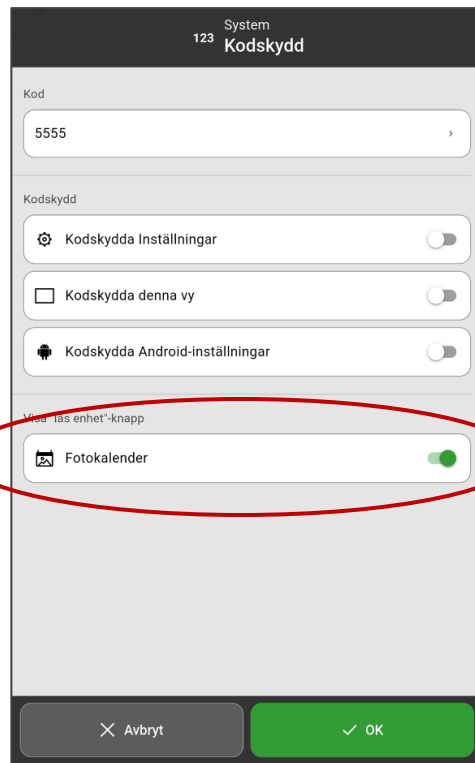 System
123 Kodskydd
Kod
5555
Kodskydd
Kodskydda Inställningar
Kodskydda denna vy
Kodskydda Android-inställningar
Visa "lås enhet"-knapp
Fotokalender
Avbryt
OK